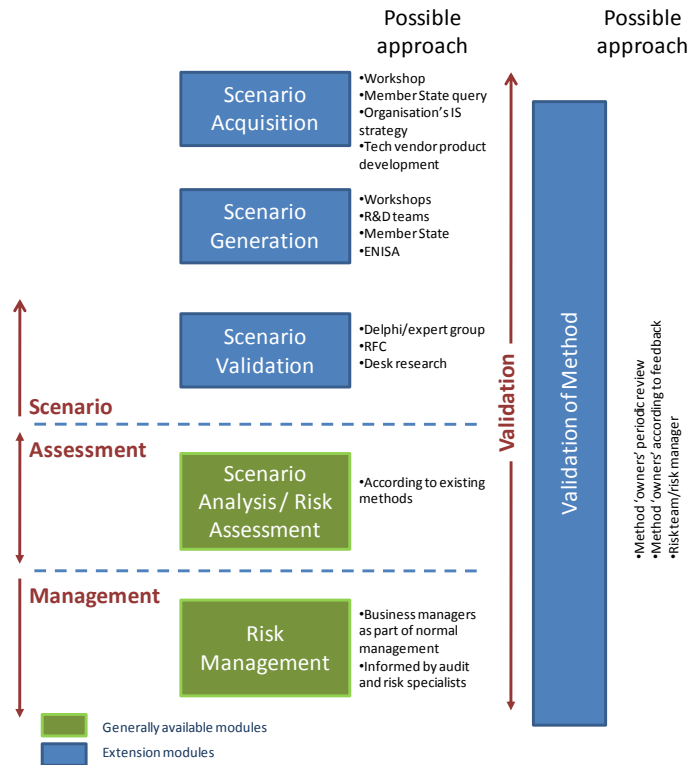 Possible
approach
Possible
approach
Scenario
Acquisition
•Workshop
•Member State query
•Organisation's IS
strategy
•Tech vendor product
development
Scenario
Generation
•Workshops
•R&D teams
•Member State
•ENISA
Scenario
Validation
•Delphi/expert group
•RFC
•Desk research
Scenario
Assessment
Scenario
Analysis / Risk
Assessment
•According to existing
methods
Management
Risk
Management
•Business managers
as part of normal
management
•Informed by audit
and risk specialists
Validation
Validation of Method
•Method 'owners' periodic review
•Method 'owners' according to feedback
•Risk team/risk manager
Generally available modules
Extension modules